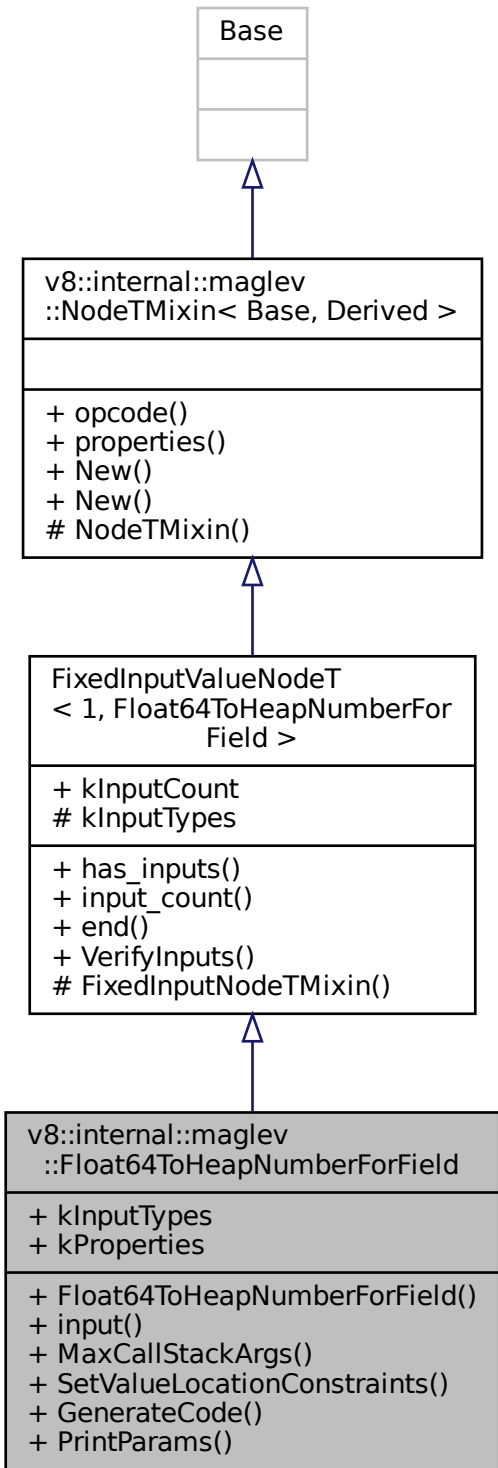 Base
v8::internal::maglev
::NodeTMixin< Base, Derived >
+ opcode()
+ properties()
+ New()
+ New()
# NodeTMixin()
FixedInputValueNodeT
< 1, Float64ToHeapNumberFor
Field >
+ kInputCount
# kInputTypes
+ has_inputs()
+ input_count()
+ end()
+ VerifyInputs()
# FixedInputNodeTMixin()
v8::internal::maglev
::Float64ToHeapNumberForField
+ kInputTypes
+ kProperties
+ Float64ToHeapNumberForField()
+ input()
+ MaxCallStackArgs()
+ SetValueLocationConstraints()
+ GenerateCode()
+ PrintParams()